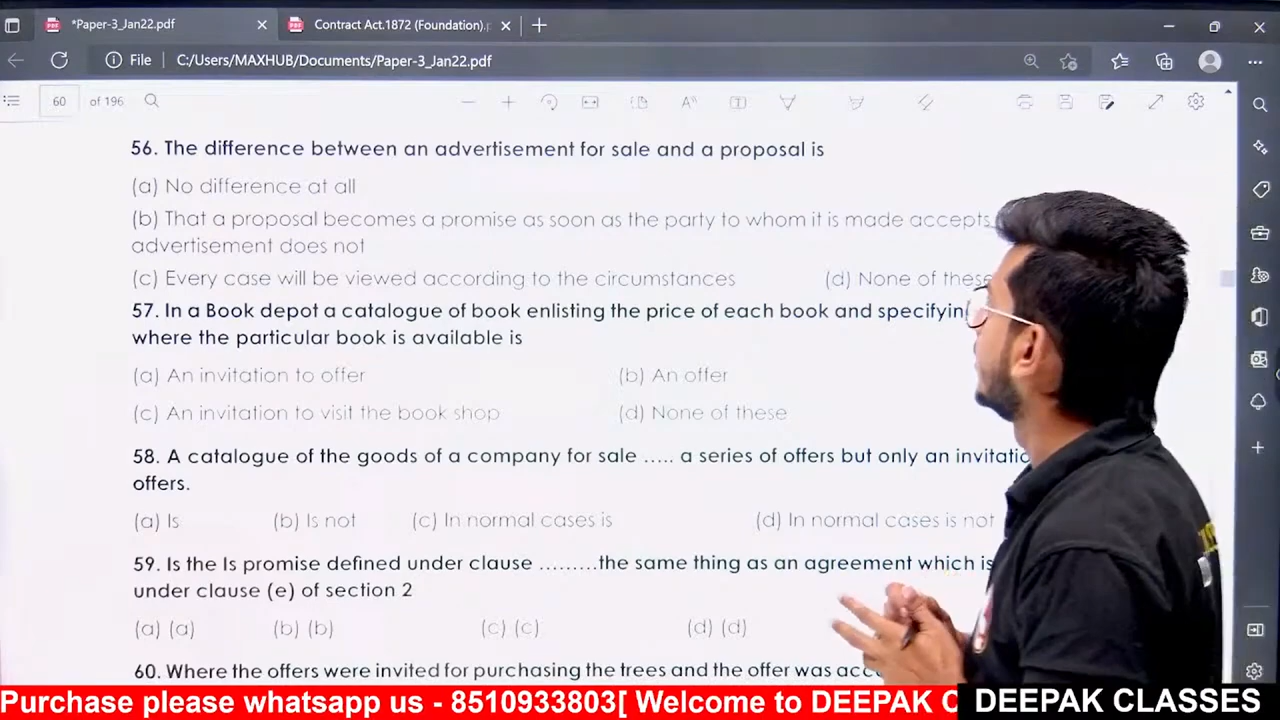 *Paper-3_Jan22.pdf
Contract Act.1872 (Foundation).p
File
C:/Users/MAXHUB/Documents/Paper-3_Jan22.pdf
60 of 196
56. The difference between an advertisement for sale and a proposal is
(a) No difference at all
(b) That a proposal becomes a promise as soon as the party to whom it is made accepts
advertisement does not
(c) Every case will be viewed according to the circumstances (d) None of these
57. In a Book depot a catalogue of book enlisting the price of each book and specifyin
where the particular book is available is
(a) An invitation to offer (b) An offer
(c) An invitation to visit the book shop (d) None of these
58. A catalogue of the goods of a company for sale ..... a series of offers but only an invitatio
offers.
(a) Is (b) Is not (c) In normal cases is (d) In normal cases is not
59. Is the Is promise defined under clause .........the same thing as an agreement which is
under clause (e) of section 2
(a) (a) (b) (b) (c) (c) (d) (d)
60. Where the offers were invited for purchasing the trees and the offer was acc
Purchase please whatsapp us - 8510933803[ Welcome to DEEPAK C
DEEPAK CLASSES